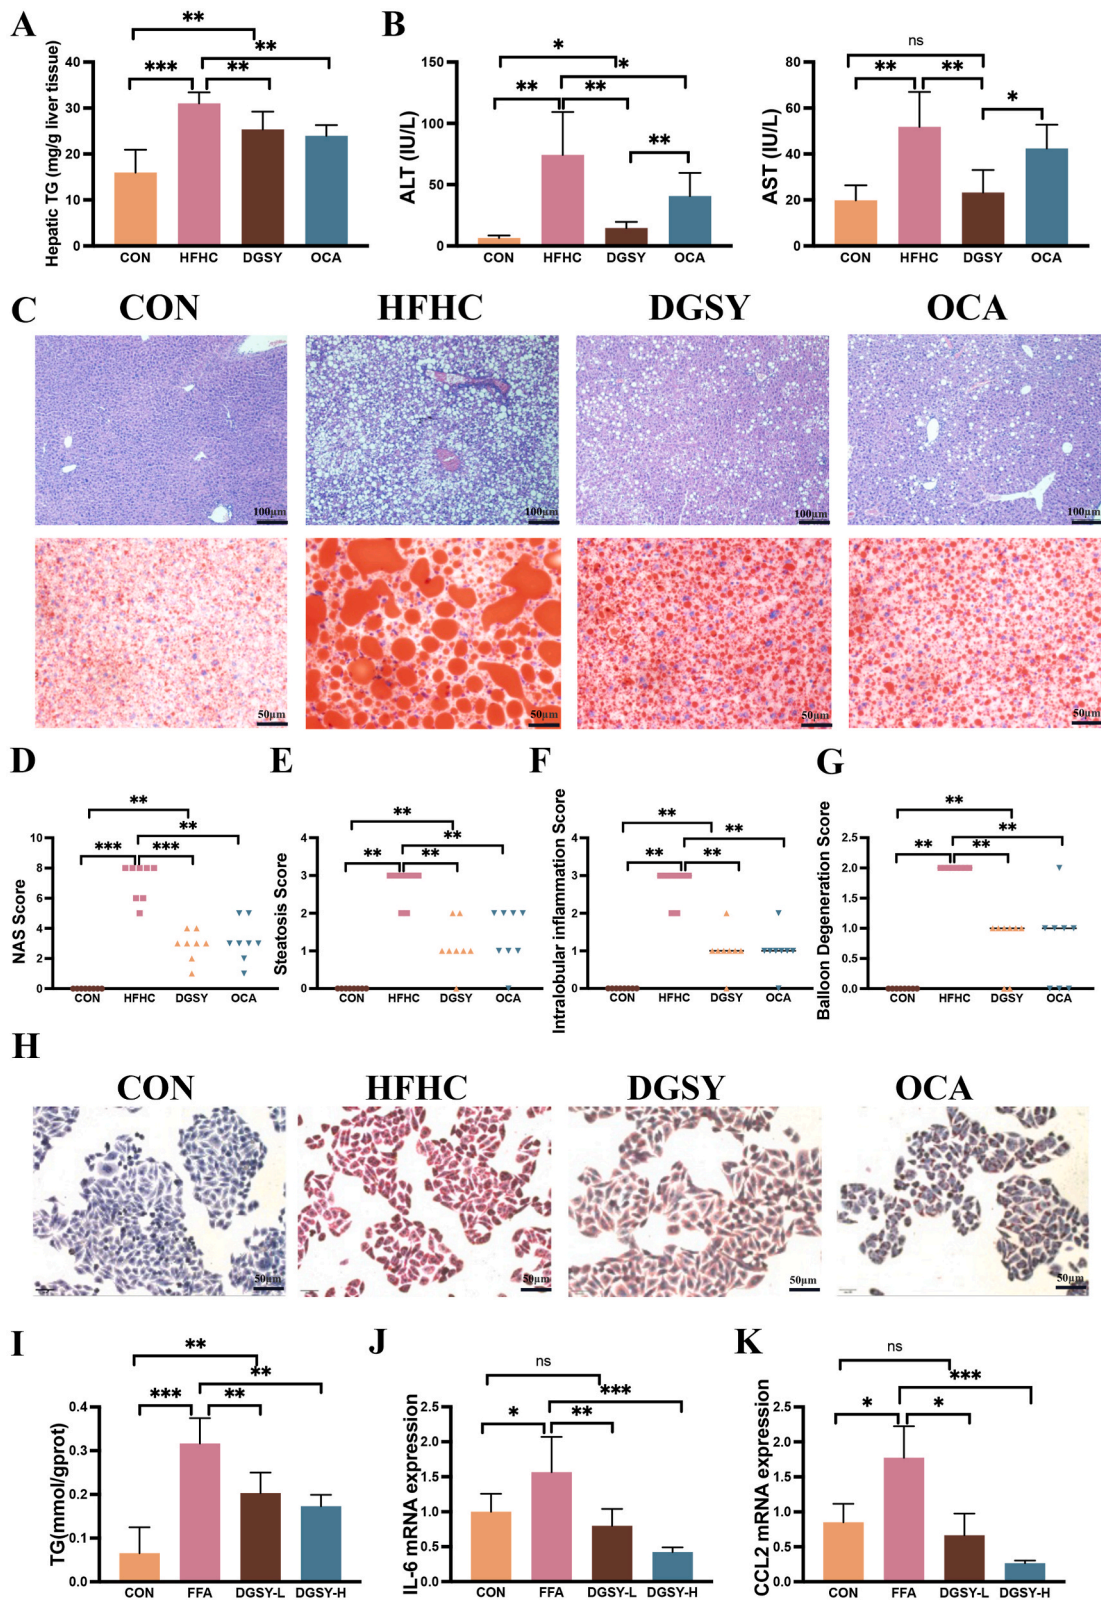 A
Hepatic TG (mg/g liver tissue)
40
30
20
10
0
**
***
**
**
CON HFHC DGSY OCA
B
ALT (IU/L)
150
100
50
0
*
*
**
**
**
CON HFHC DGSY OCA
AST (IU/L)
80
60
40
20
0
ns
**
**
*
CON HFHC DGSY OCA
C
CON HFHC DGSY OCA
100μm 100μm 100μm 100μm
50μm 50μm 50μm 50μm
D
NAS Score
10
8
6
4
2
0
**
**
***
***
CON HFHC DGSY OCA
E
Steatosis Score
4
3
2
1
0
**
**
**
**
CON HFHC DGSY OCA
F
Intralobular inflammation Score
4
3
2
1
0
**
**
**
**
CON HFHC DGSY OCA
G
Balloon Degeneration Score
2.5
2.0
1.5
1.0
0.5
0.0
**
**
**
**
CON HFHC DGSY OCA
H
CON HFHC DGSY OCA
50μm 50μm 50μm 50μm
I
TG(mmol/gprot)
0.4
0.3
0.2
0.1
0.0
**
**
***
**
CON FFA DGSY-L DGSY-H
J
IL-6 mRNA expression
2.5
2.0
1.5
1.0
0.5
0.0
ns
***
*
**
CON FFA DGSY-L DGSY-H
K
CCL2 mRNA expression
2.5
2.0
1.5
1.0
0.5
0.0
ns
***
*
*
CON FFA DGSY-L DGSY-H